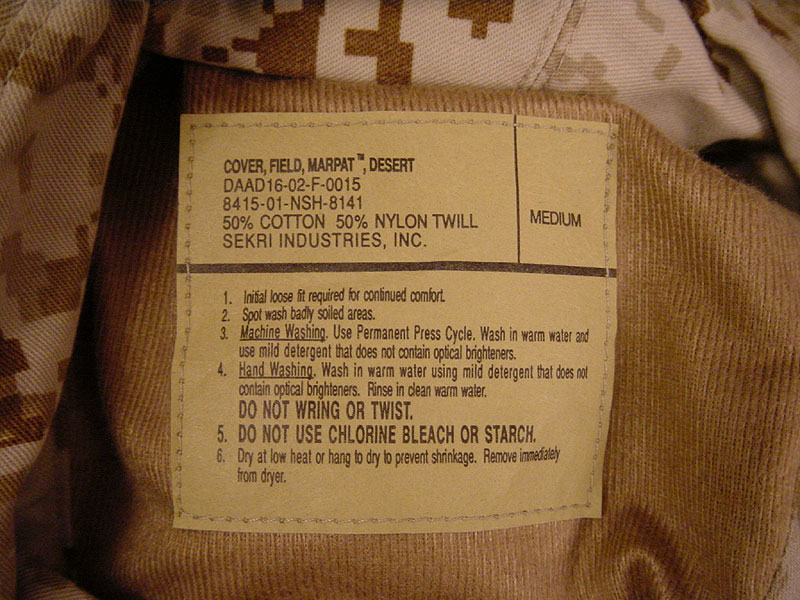 COVER, FIELD, MARPAT™, DESERT
DAAD16-02-F-0015
8415-01-NSH-8141
50% COTTON 50% NYLON TWILL
SEKRI INDUSTRIES, INC.
MEDIUM
1. Initial loose fit required for continued comfort.
2. Spot wash badly soiled areas.
3. Machine Washing. Use Permanent Press Cycle. Wash in warm water and
use mild detergent that does not contain optical brighteners.
4. Hand Washing. Wash in warm water using mild detergent that does not
contain optical brighteners. Rinse in clean warm water.
DO NOT WRING OR TWIST.
5. DO NOT USE CHLORINE BLEACH OR STARCH.
6. Dry at low heat or hang to dry to prevent shrinkage. Remove immediately
from dryer.